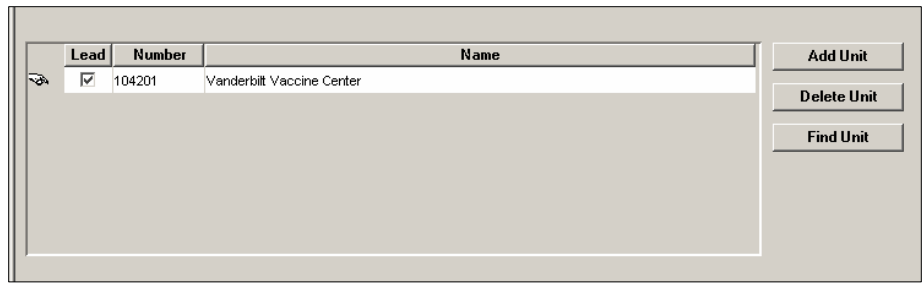 Lead Number Name
104201 Vanderbilt Vaccine Center
Add Unit
Delete Unit
Find Unit